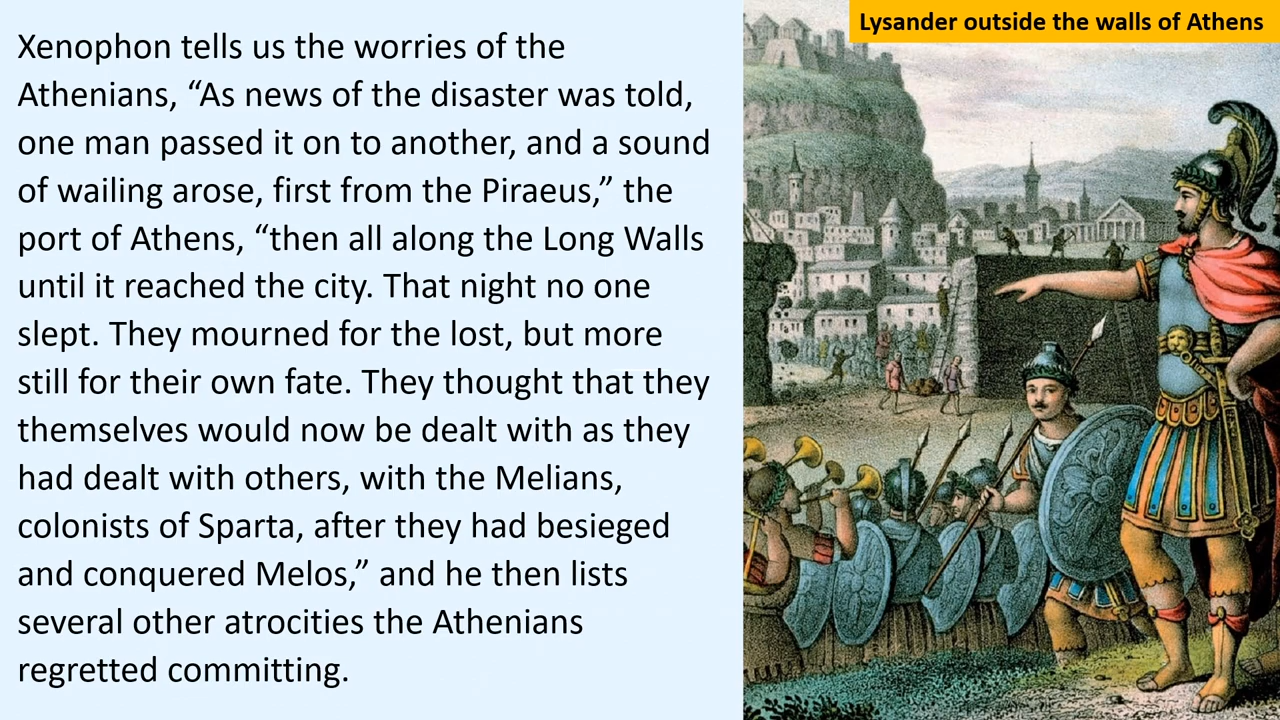 Lysander outside the walls of Athens
Xenophon tells us the worries of the
Athenians, “As news of the disaster was told,
one man passed it on to another, and a sound
of wailing arose, first from the Piraeus,” the
port of Athens, “then all along the Long Walls
until it reached the city. That night no one
slept. They mourned for the lost, but more
still for their own fate. They thought that they
themselves would now be dealt with as they
had dealt with others, with the Melians,
colonists of Sparta, after they had besieged
and conquered Melos,” and he then lists
several other atrocities the Athenians
regretted committing.